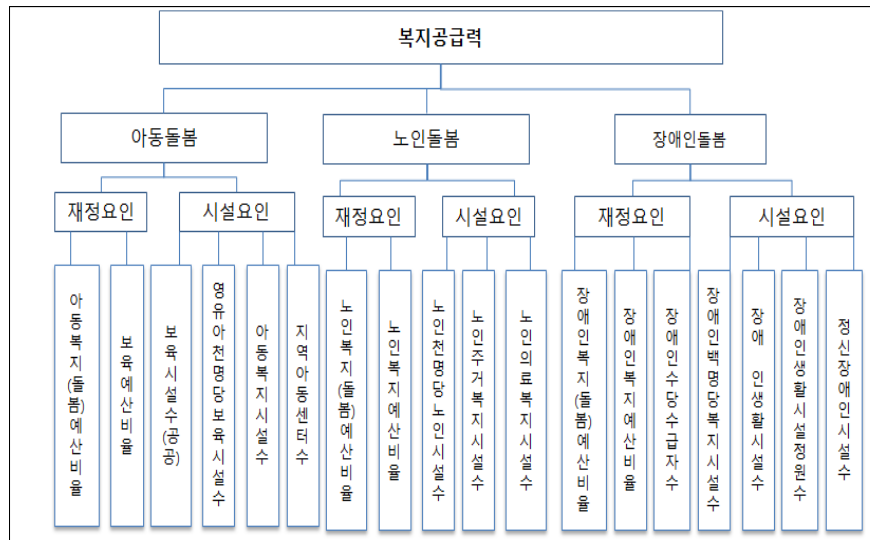 복지공급력
아동돌봄
노인돌봄
장애인돌봄
재정요인
시설요인
재정요인
시설요인
재정요인
시설요인
아동복지(돌봄)예산비율
보육예산비율
보육시설수(공공)
영유아천명당보육시설수
아동복지시설수
지역아동센터수
노인복지(돌봄)예산비율
노인복지예산비율
노인천명당노인시설수
노인주거복지시설수
노인의료복지시설수
장애인복지(돌봄)예산비율
장애인복지예산비율
장애인수당수급자수
장애인백명당복지시설수
장애 인생활시설수
장애인생활시설정원수
정신장애인시설수